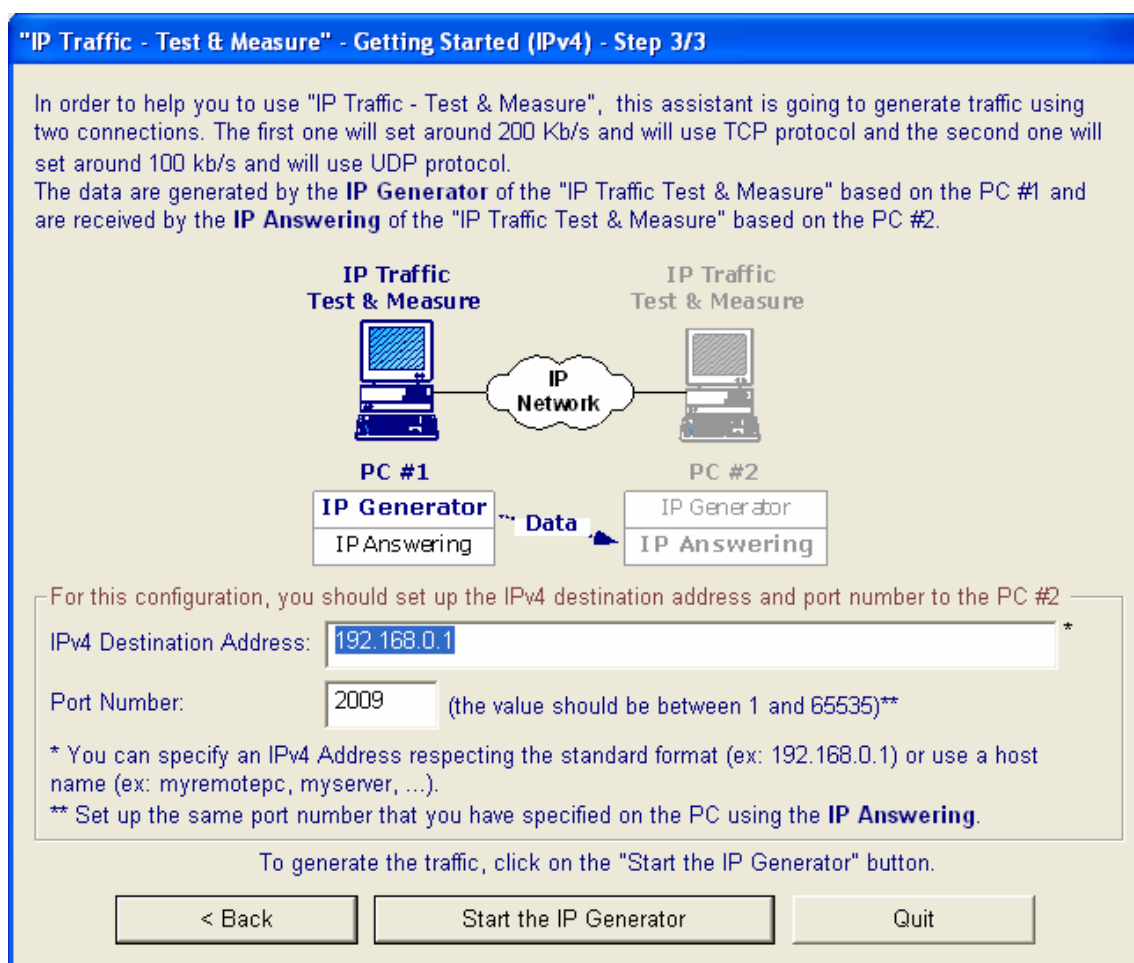 "IP Traffic - Test & Measure" - Getting Started (IPv4) - Step 3/3
In order to help you to use "IP Traffic - Test & Measure", this assistant is going to generate traffic using
two connections. The first one will set around 200 Kb/s and will use TCP protocol and the second one will
set around 100 kb/s and will use UDP protocol.
The data are generated by the IP Generator of the "IP Traffic Test & Measure" based on the PC #1 and
are received by the IP Answering of the "IP Traffic Test & Measure" based on the PC #2.
IP Traffic
Test & Measure
IP Traffic
Test & Measure
IP
Network
PC #1
PC #2
IP Generator
IP Answering
Data
IP Generator
IP Answering
For this configuration, you should set up the IPv4 destination address and port number to the PC #2
IPv4 Destination Address: 192.168.0.1 *
Port Number: 2009 (the value should be between 1 and 65535)**
* You can specify an IPv4 Address respecting the standard format (ex: 192.168.0.1) or use a host
name (ex: myremotepc, myserver, ...).
** Set up the same port number that you have specified on the PC using the IP Answering.
To generate the traffic, click on the "Start the IP Generator" button.
< Back
Start the IP Generator
Quit